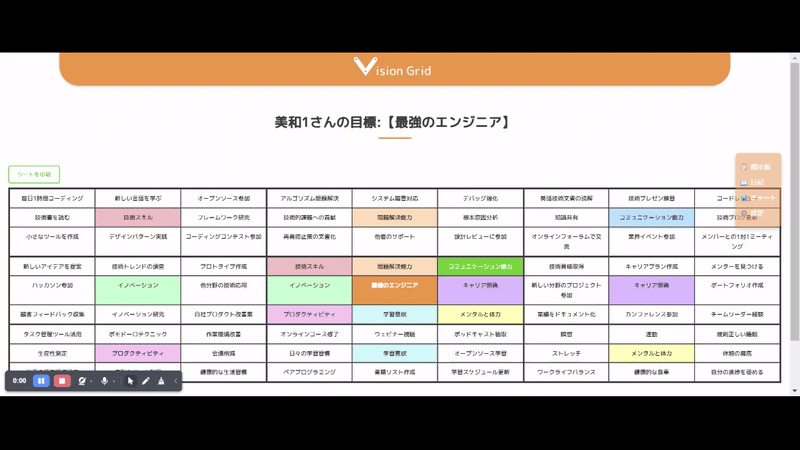 Vision Grid
美和1さんの目標:【最強のエンジニア】
シートを印刷
毎日1時間コーディング 新しい言語を学ぶ オープンソース参加 アルゴリズム問題解決 システム障害対応 デバッグ強化 英語技術文書の読解 技術プレゼン練習
技術書を読む 技術スキル フレームワーク研究 技術的課題への貢献 問題解決能力 根本原因分析 知識共有 コミュニケーション能力 技術ブログ更新
小さなツールを作成 デザインパターン実践 コーディングコンテスト参加 再発防止策の文書化 他者のサポート 設計レビューに参加 オンラインフォーラムで交流 業界イベント参加 メンバーとの1対1ミーティング
新しいアイデアを提案 技術トレンドの調査 プロトタイプ作成 技術スキル 問題解決能力 コミュニケーション能力 技術資格取得 キャリアプラン作成 メンターを見つける
ハッカソン参加 イノベーション 他分野の技術応用 イノベーション 最強のエンジニア キャリア開発 新しい分野のプロジェクト参加 キャリア開発 ポートフォリオ作成
顧客フィードバック収集 イノベーション研究 自社プロダクト改善案 プロダクティビティ 学習意欲 メンタルと体力 業績をドキュメント化 カンファレンス参加 チームリーダー経験
タスク管理ツール活用 ポモドーロテクニック 作業環境改善 オンラインコース修了 ウェビナー視聴 ポッドキャスト聴取 瞑想 運動 規則正しい睡眠
生産性測定 プロダクティビティ 会議削減 日々の学習習慣 学習意欲 オープンソース学習 ストレッチ メンタルと体力 休暇の確保
健康的な生活習慣 ペアプログラミング 書籍リスト作成 学習スケジュール更新 ワークライフバランス 健康的な食事 自分の進捗を褒める
0:00